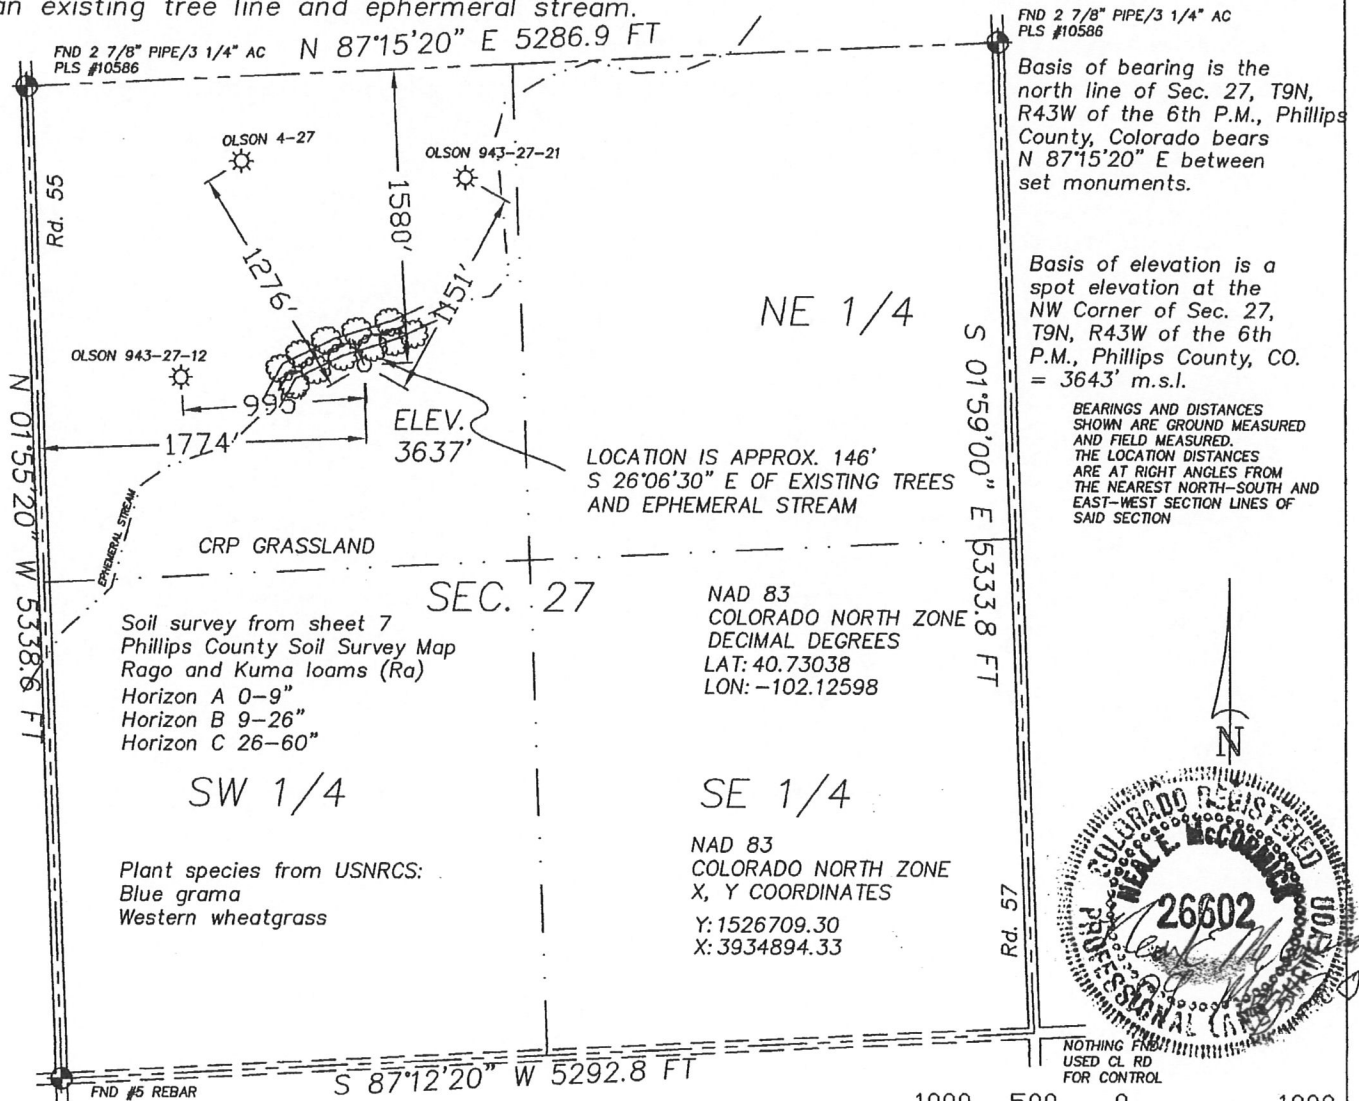 an existing tree line and ephermeral stream.
FND 2 7/8" PIPE/3 1/4" AC
PLS #10586
N 87°15'20" E 5286.9 FT
FND 2 7/8" PIPE/3 1/4" AC
PLS #10586
Basis of bearing is the
north line of Sec. 27, T9N,
R43W of the 6th P.M., Phillips
County, Colorado bears
N 87°15'20" E between
set monuments.
OLSON 4-27
OLSON 943-27-21
Rd. 55
1580'
1276'
1151'
Basis of elevation is a
spot elevation at the
NW Corner of Sec. 27,
T9N, R43W of the 6th
P.M., Phillips County, CO.
= 3643' m.s.l.
NE 1/4
OLSON 943-27-12
995'
1774'
ELEV.
3637'
N 01°55'20" W 5338.6 FT
S 01°59'00" E 5333.8 FT
BEARINGS AND DISTANCES
SHOWN ARE GROUND MEASURED
AND FIELD MEASURED.
THE LOCATION DISTANCES
ARE AT RIGHT ANGLES FROM
THE NEAREST NORTH-SOUTH AND
EAST-WEST SECTION LINES OF
SAID SECTION
LOCATION IS APPROX. 146'
S 26°06'30" E OF EXISTING TREES
AND EPHEMERAL STREAM
EPHEMERAL STREAM
CRP GRASSLAND
SEC. 27
Soil survey from sheet 7
Phillips County Soil Survey Map
Rago and Kuma loams (Ra)
Horizon A 0-9"
Horizon B 9-26"
Horizon C 26-60"
NAD 83
COLORADO NORTH ZONE
DECIMAL DEGREES
LAT: 40.73038
LON: -102.12598
N
SW 1/4
SE 1/4
Plant species from USNRCS:
Blue grama
Western wheatgrass
NAD 83
COLORADO NORTH ZONE
X, Y COORDINATES
Y: 1526709.30
X: 3934894.33
Rd. 57
COLORADO REGISTERED
NEAL E. McCORMICK
26602
PROFESSIONAL LAND
NOTHING FND
USED CL RD
FOR CONTROL
FND #5 REBAR
S 87°12'20" W 5292.8 FT
1000 500 0 1000